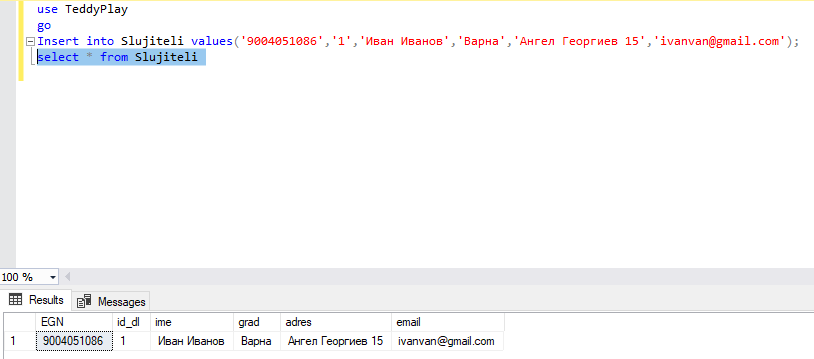 use TeddyPlay
go
Insert into Slujiteli values('9004051086','1','Иван Иванов','Варна','Ангел Георгиев 15','ivanvan@gmail.com');
select * from Slujiteli
100 %
Results Messages
EGN id_dl ime grad adres email
1 9004051086 1 Иван Иванов Варна Ангел Георгиев 15 ivanvan@gmail.com